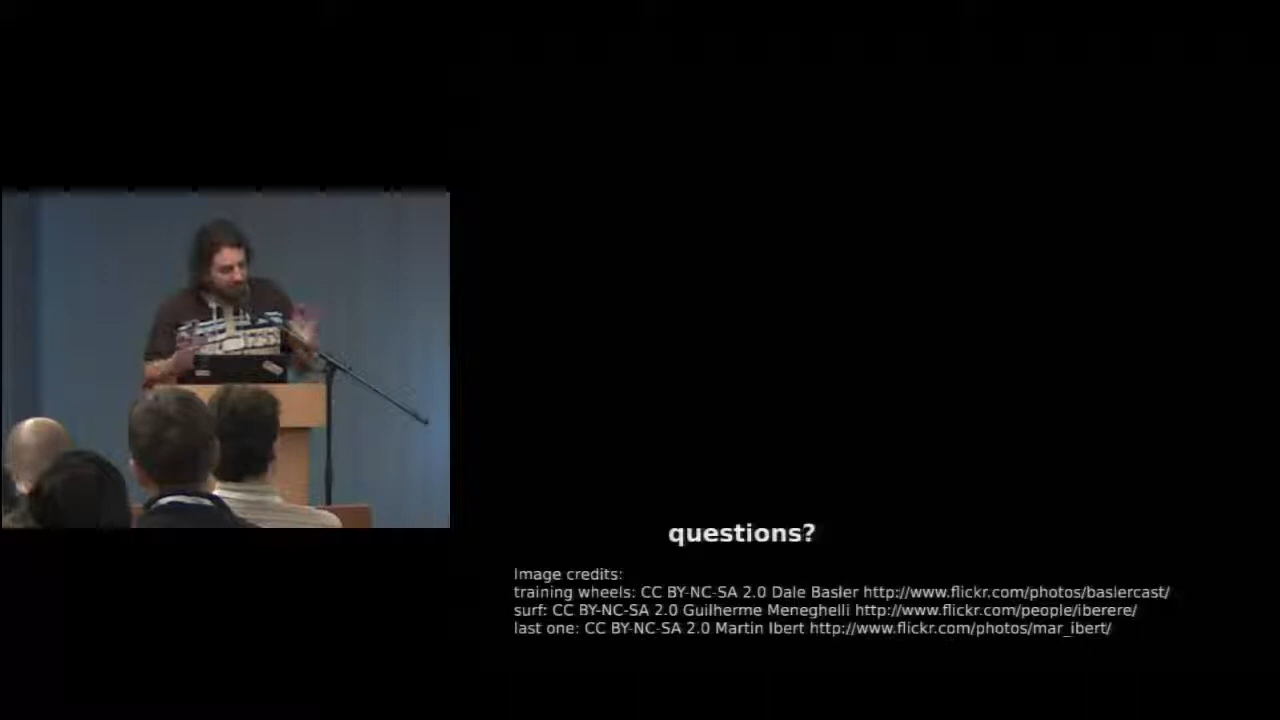 questions?
Image credits:
training wheels: CC BY-NC-SA 2.0 Dale Basler http://www.flickr.com/photos/baslercast/
surf: CC BY-NC-SA 2.0 Guilherme Meneghelli http://www.flickr.com/people/iberere/
last one: CC BY-NC-SA 2.0 Martin Ibert http://www.flickr.com/photos/mar_ibert/